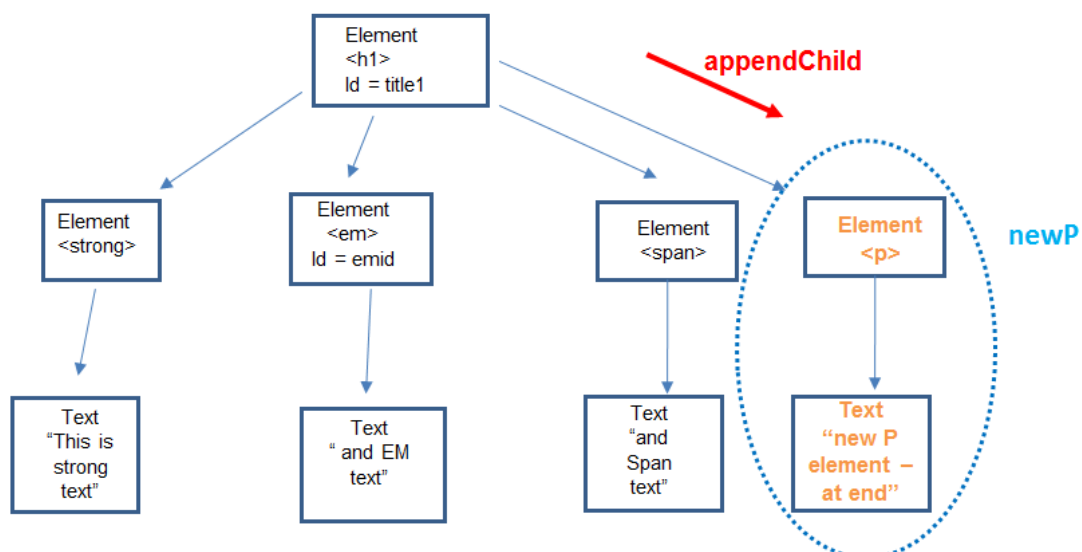 Element
<h1>
Id = title1
appendChild
Element
<strong>
Element
<em>
Id = emid
Element
<span>
Element
<p>
newP
Text
“This is
strong
text”
Text
“ and EM
text”
Text
“and
Span
text”
Text
“new P
element –
at end”